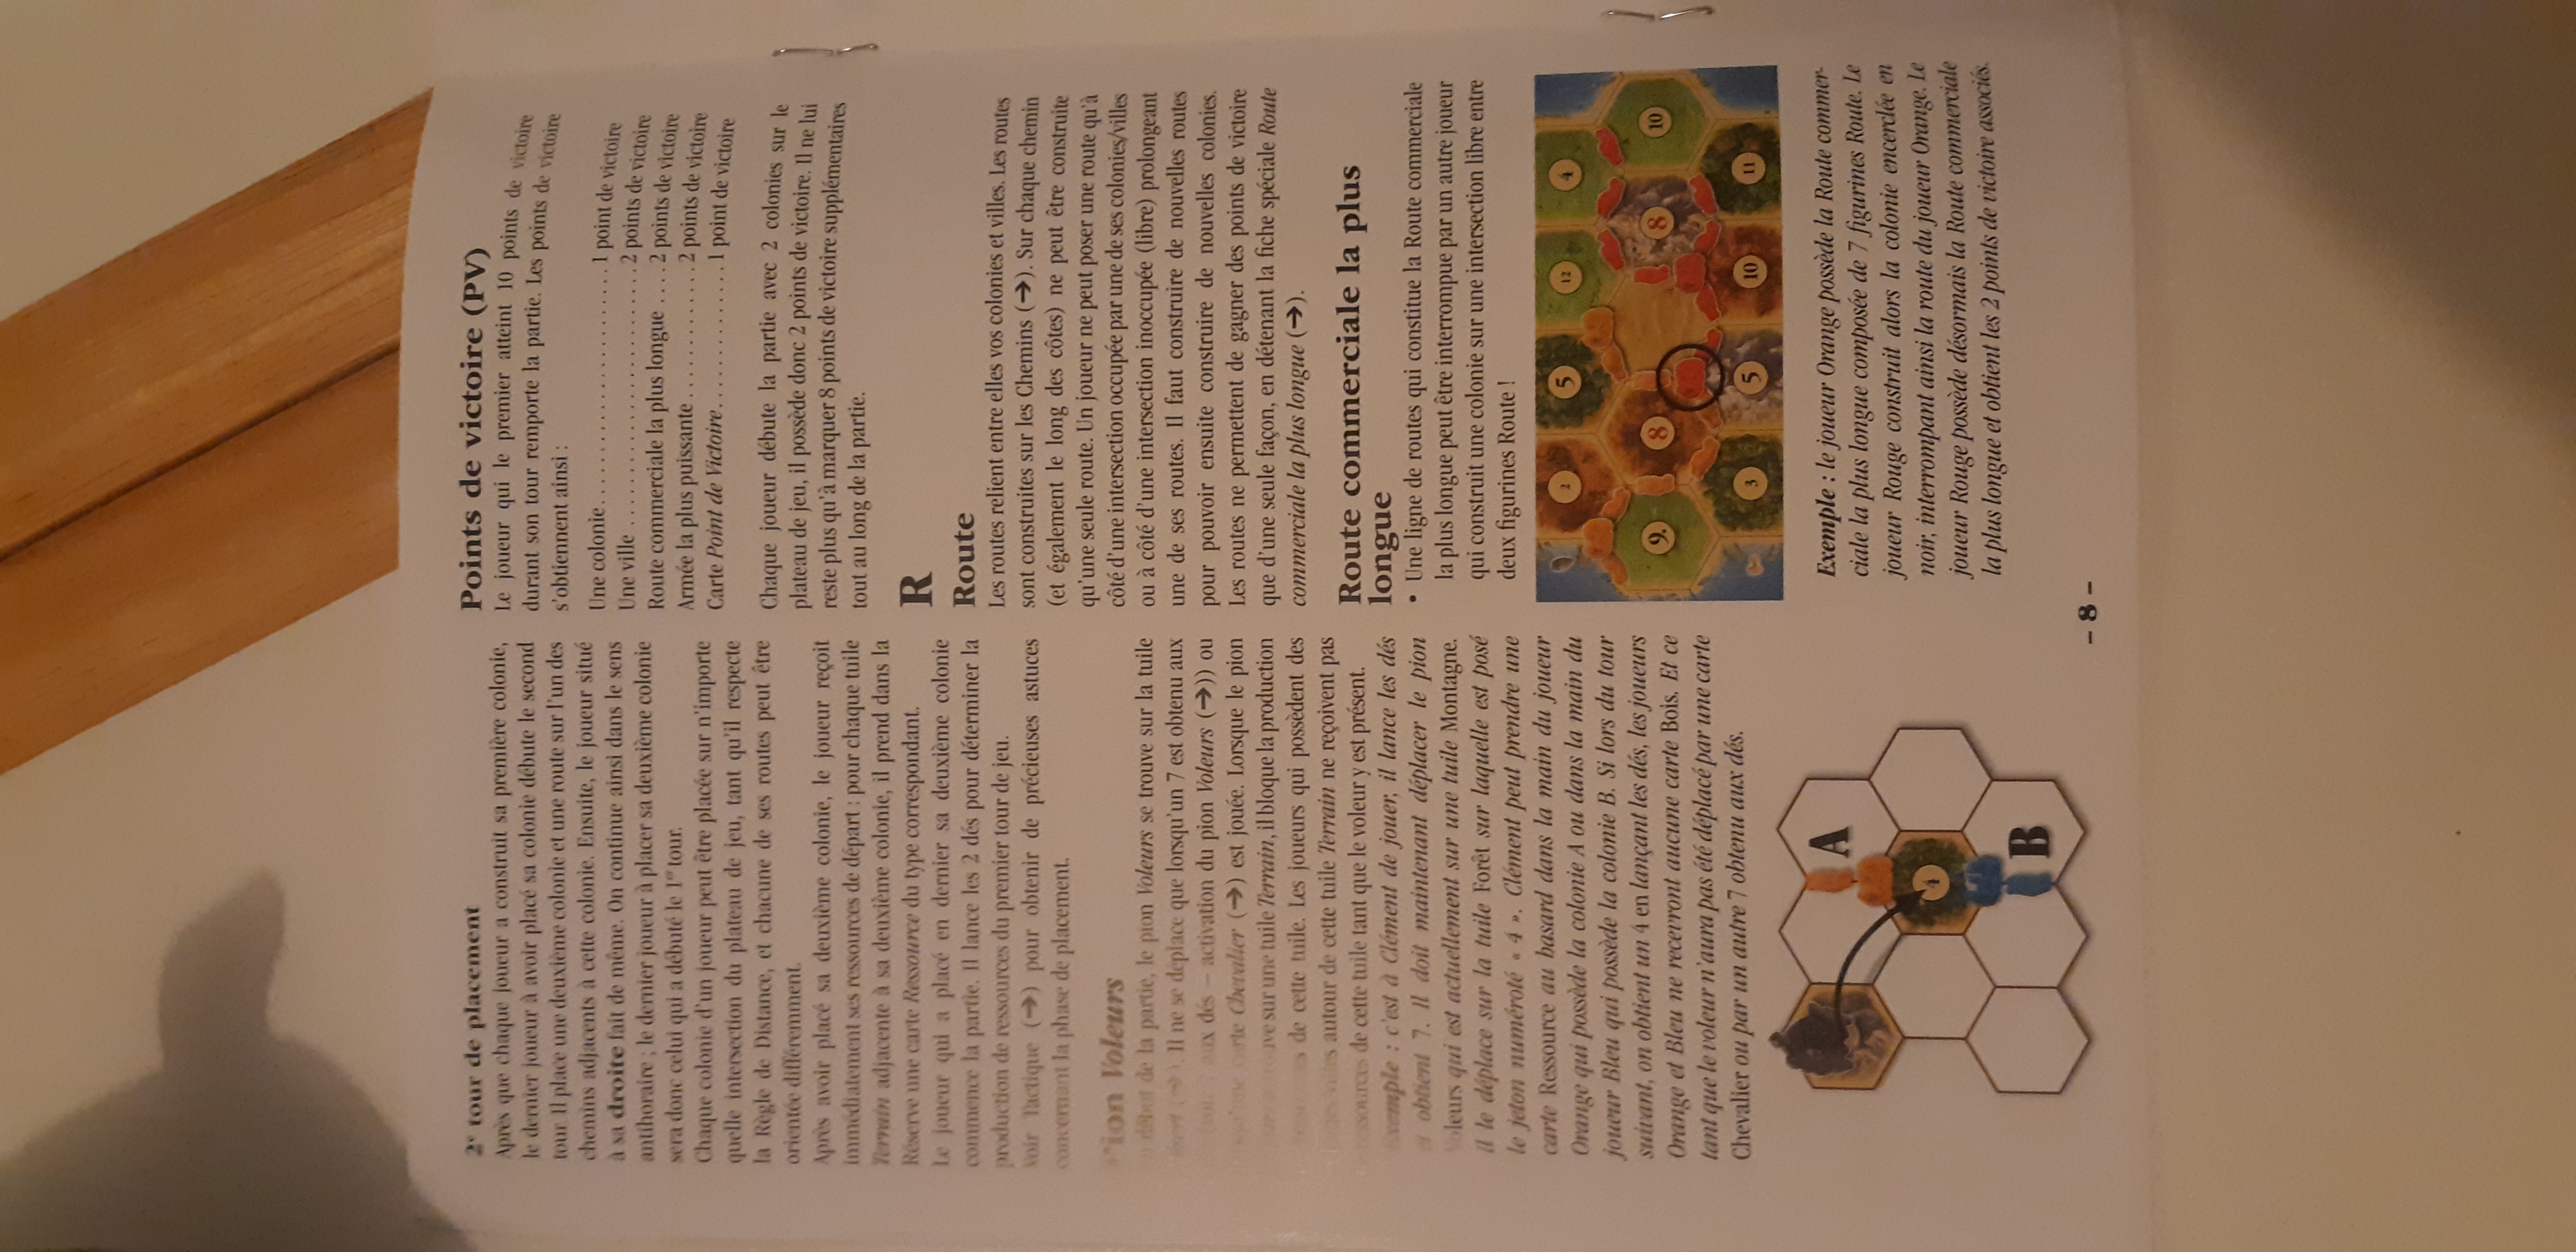 2e tour de placement
Après que chaque joueur a construit sa première colonie,
le dernier joueur à avoir placé sa colonie débute le second
tour. Il place une deuxième colonie et une route sur l'un des
chemins adjacents à cette colonie. Ensuite, le joueur situé
à sa droite fait de même. On continue ainsi dans le sens
antihoraire ; le dernier joueur à placer sa deuxième colonie
sera donc celui qui a débuté le 1er tour.
Chaque colonie d'un joueur peut être placée sur n'importe
quelle intersection du plateau de jeu, tant qu'il respecte
la Règle de Distance, et chacune de ses routes peut être
orientée différemment.
Après avoir placé sa deuxième colonie, le joueur reçoit
immédiatement ses ressources de départ : pour chaque tuile
Terrain adjacente à sa deuxième colonie, il prend dans la
Réserve une carte Ressource du type correspondant.
Le joueur qui a placé en dernier sa deuxième colonie
commence la partie. Il lance les 2 dés pour déterminer la
production de ressources du premier tour de jeu.
Voir Tactique (➔) pour obtenir de précieuses astuces
concernant la phase de placement.
Pion Voleurs
début de la partie, le pion Voleurs se trouve sur la tuile
(➔). Il ne se déplace que lorsqu'un 7 est obtenu aux
aux dés – activation du pion Voleurs (➔)) ou
carte Chevalier (➔) est jouée. Lorsque le pion
sur une tuile Terrain, il bloque la production
de cette tuile. Les joueurs qui possèdent des
autour de cette tuile Terrain ne reçoivent pas
ressources de cette tuile tant que le voleur y est présent.
Exemple : c'est à Clément de jouer, il lance les dés
et obtient 7. Il doit maintenant déplacer le pion
Voleurs qui est actuellement sur une tuile Montagne.
Il le déplace sur la tuile Forêt sur laquelle est posé
le jeton numéroté « 4 ». Clément peut prendre une
carte Ressource au hasard dans la main du joueur
Orange qui possède la colonie A ou dans la main du
joueur Bleu qui possède la colonie B. Si lors du tour
suivant, on obtient un 4 en lançant les dés, les joueurs
Orange et Bleu ne recevront aucune carte Bois. Et ce
tant que le voleur n'aura pas été déplacé par une carte
Chevalier ou par un autre 7 obtenu aux dés.
A
4
B
Points de victoire (PV)
Le joueur qui le premier atteint 10 points de victoire
durant son tour remporte la partie. Les points de victoire
s'obtiennent ainsi :
Une colonie........................1 point de victoire
Une ville ..........................2 points de victoire
Route commerciale la plus longue ....2 points de victoire
Armée la plus puissante .............2 points de victoire
Carte Point de Victoire..............1 point de victoire
Chaque joueur débute la partie avec 2 colonies sur le
plateau de jeu, il possède donc 2 points de victoire. Il ne lui
reste plus qu'à marquer 8 points de victoire supplémentaires
tout au long de la partie.
R
Route
Les routes relient entre elles vos colonies et villes. Les routes
sont construites sur les Chemins (➔). Sur chaque chemin
(et également le long des côtes) ne peut être construite
qu'une seule route. Un joueur ne peut poser une route qu'à
côté d'une intersection occupée par une de ses colonies/villes
ou à côté d'une intersection inoccupée (libre) prolongeant
une de ses routes. Il faut construire de nouvelles routes
pour pouvoir ensuite construire de nouvelles colonies.
Les routes ne permettent de gagner des points de victoire
que d'une seule façon, en détenant la fiche spéciale Route
commerciale la plus longue (➔).
Route commerciale la plus
longue
• Une ligne de routes qui constitue la Route commerciale
la plus longue peut être interrompue par un autre joueur
qui construit une colonie sur une intersection libre entre
deux figurines Route !
2 5 12 4
9. 8 8 10
3 5 10 11
Exemple : le joueur Orange possède la Route commer-
ciale la plus longue composée de 7 figurines Route. Le
joueur Rouge construit alors la colonie encerclée en
noir, interrompant ainsi la route du joueur Orange. Le
joueur Rouge possède désormais la Route commerciale
la plus longue et obtient les 2 points de victoire associés.
– 8 –